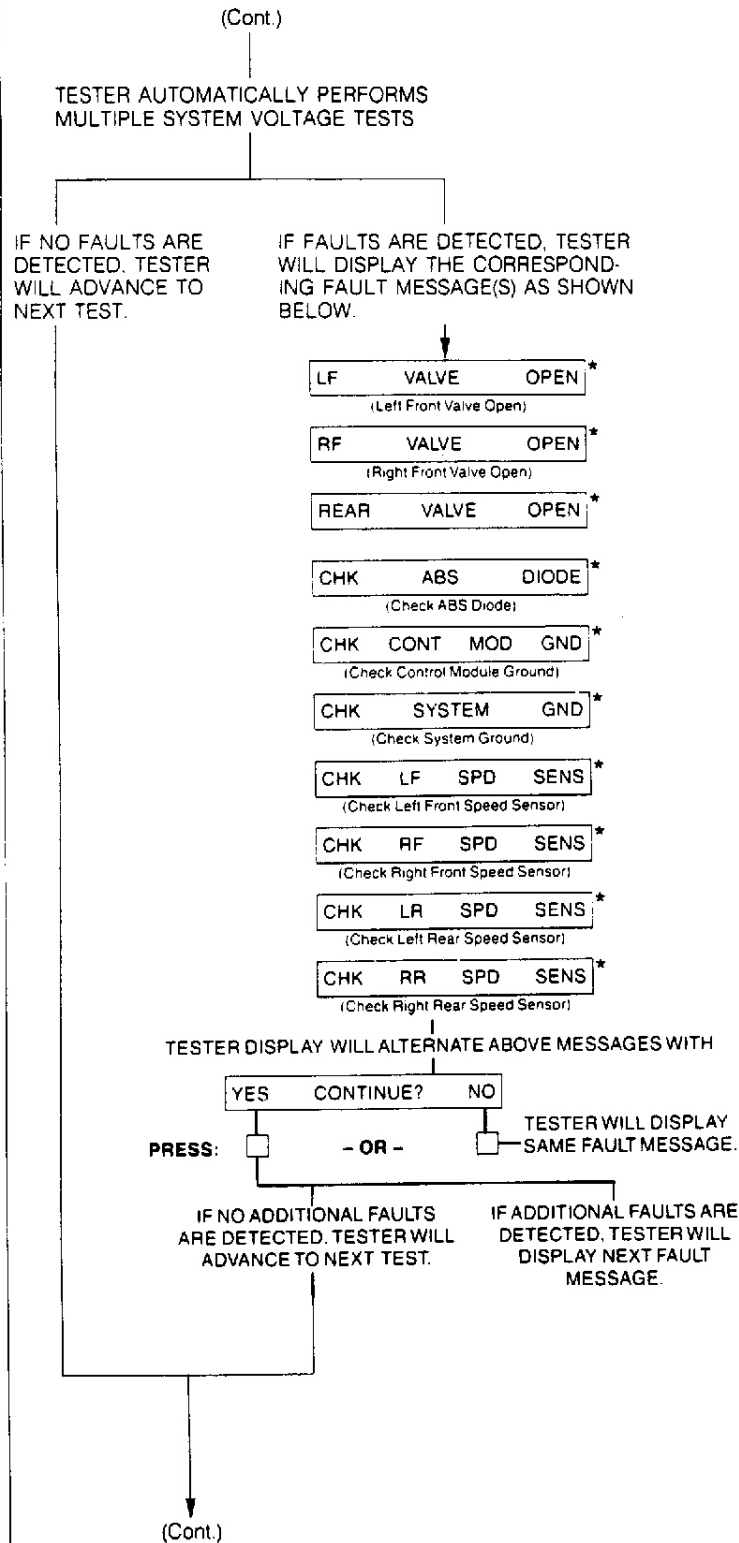 (Cont.)
TESTER AUTOMATICALLY PERFORMS
MULTIPLE SYSTEM VOLTAGE TESTS
IF NO FAULTS ARE
DETECTED, TESTER
WILL ADVANCE TO
NEXT TEST.
IF FAULTS ARE DETECTED, TESTER
WILL DISPLAY THE CORRESPOND-
ING FAULT MESSAGE(S) AS SHOWN
BELOW.
LF VALVE OPEN*
(Left Front Valve Open)
RF VALVE OPEN*
(Right Front Valve Open)
REAR VALVE OPEN*
CHK ABS DIODE*
(Check ABS Diode)
CHK CONT MOD GND*
(Check Control Module Ground)
CHK SYSTEM GND*
(Check System Ground)
CHK LF SPD SENS*
(Check Left Front Speed Sensor)
CHK RF SPD SENS*
(Check Right Front Speed Sensor)
CHK LR SPD SENS*
(Check Left Rear Speed Sensor)
CHK RR SPD SENS*
(Check Right Rear Speed Sensor)
TESTER DISPLAY WILL ALTERNATE ABOVE MESSAGES WITH
YES CONTINUE? NO
PRESS: – OR –
TESTER WILL DISPLAY
SAME FAULT MESSAGE.
IF NO ADDITIONAL FAULTS
ARE DETECTED, TESTER WILL
ADVANCE TO NEXT TEST.
IF ADDITIONAL FAULTS ARE
DETECTED, TESTER WILL
DISPLAY NEXT FAULT
MESSAGE.
(Cont.)